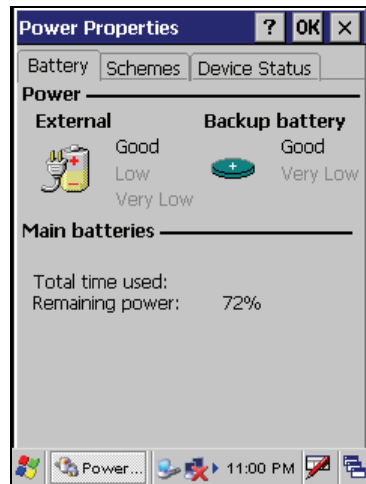 Power Properties ? OK ×
Battery Schemes Device Status
Power
External Backup battery
Good Good
Low Very Low
Very Low
Main batteries
Total time used:
Remaining power: 72%
Power... 11:00 PM